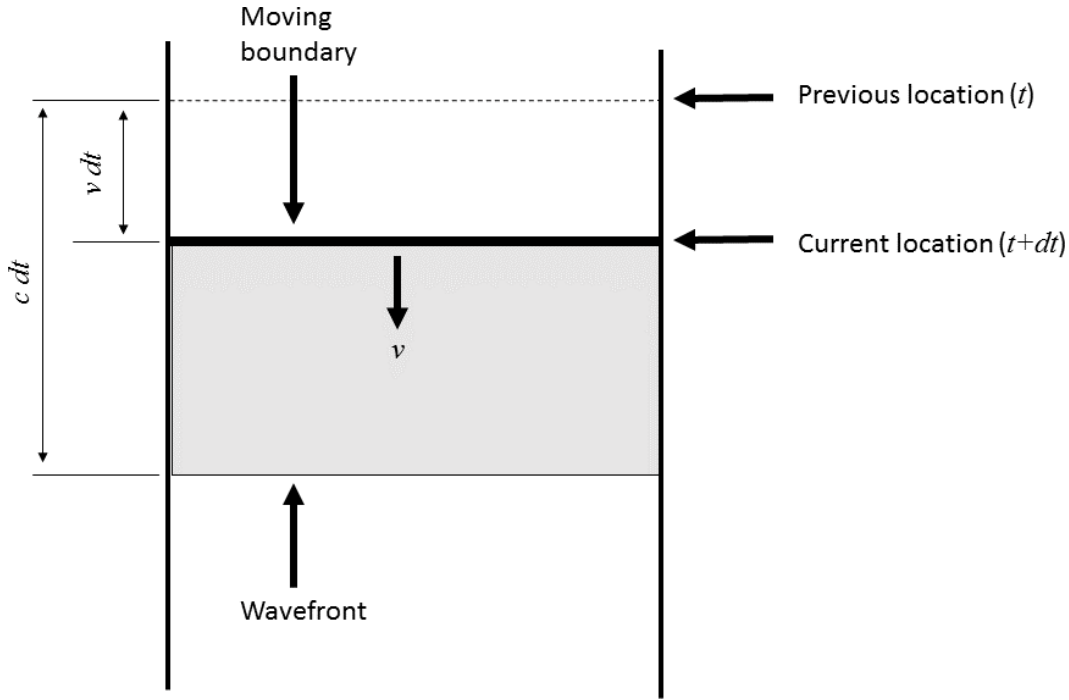 Moving
boundary
Previous location (t)
v dt
Current location (t+dt)
c dt
v
Wavefront